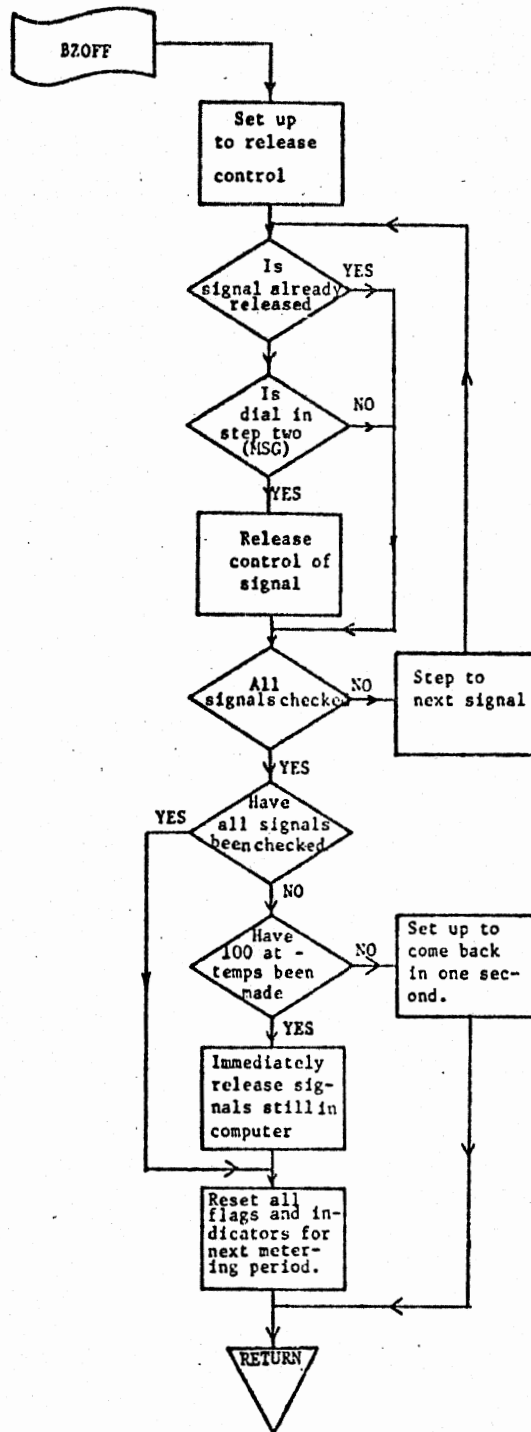 BZOFF
Set up
to release
control
Is
signal already
released
YES
Is
dial in
step two
(MSG)
NO
YES
Release
control of
signal
All
signals checked
NO
Step to
next signal
YES
Have
all signals
been checked
YES
NO
Have
100 at -
temps been
made
NO
Set up to
come back
in one sec-
ond.
YES
Immediately
release sig-
nals still in
computer
Reset all
flags and in-
dicators for
next meter-
ing period.
RETURN